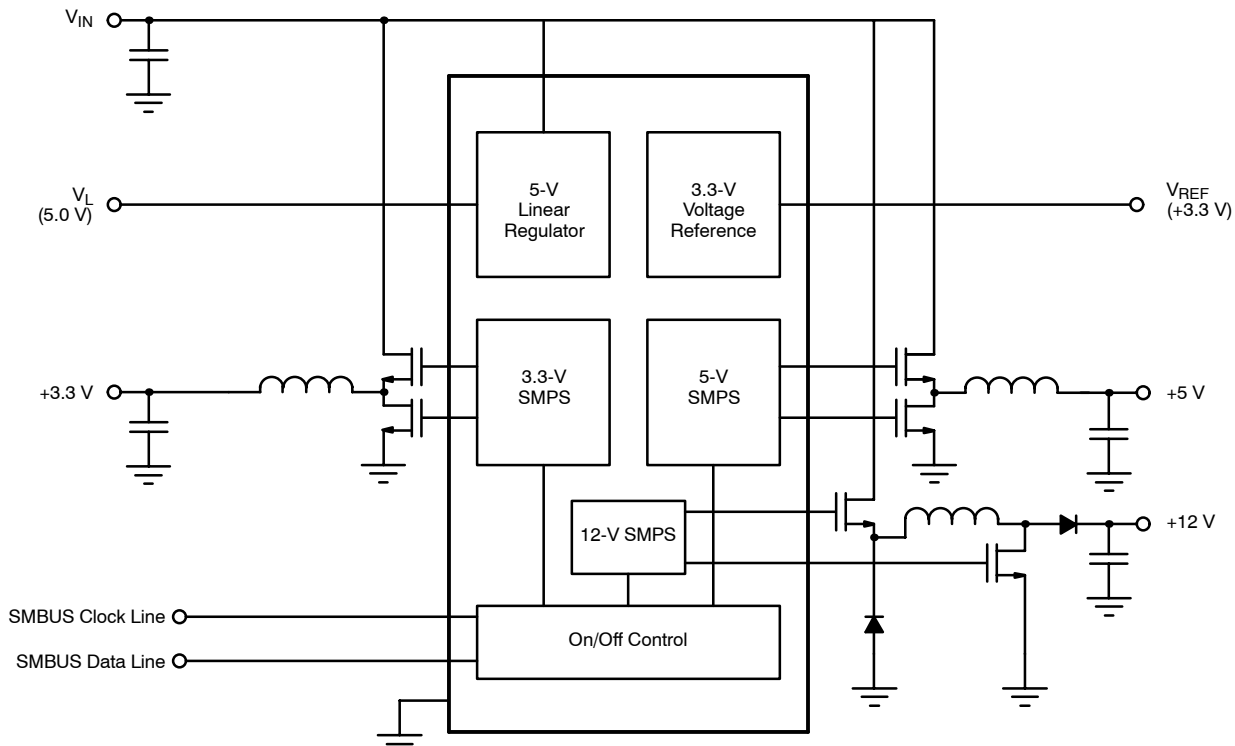 VIN
5-V
Linear
Regulator
3.3-V
Voltage
Reference
VL
(5.0 V)
VREF
(+3.3 V)
3.3-V
SMPS
5-V
SMPS
+3.3 V
+5 V
12-V SMPS
+12 V
SMBUS Clock Line
On/Off Control
SMBUS Data Line